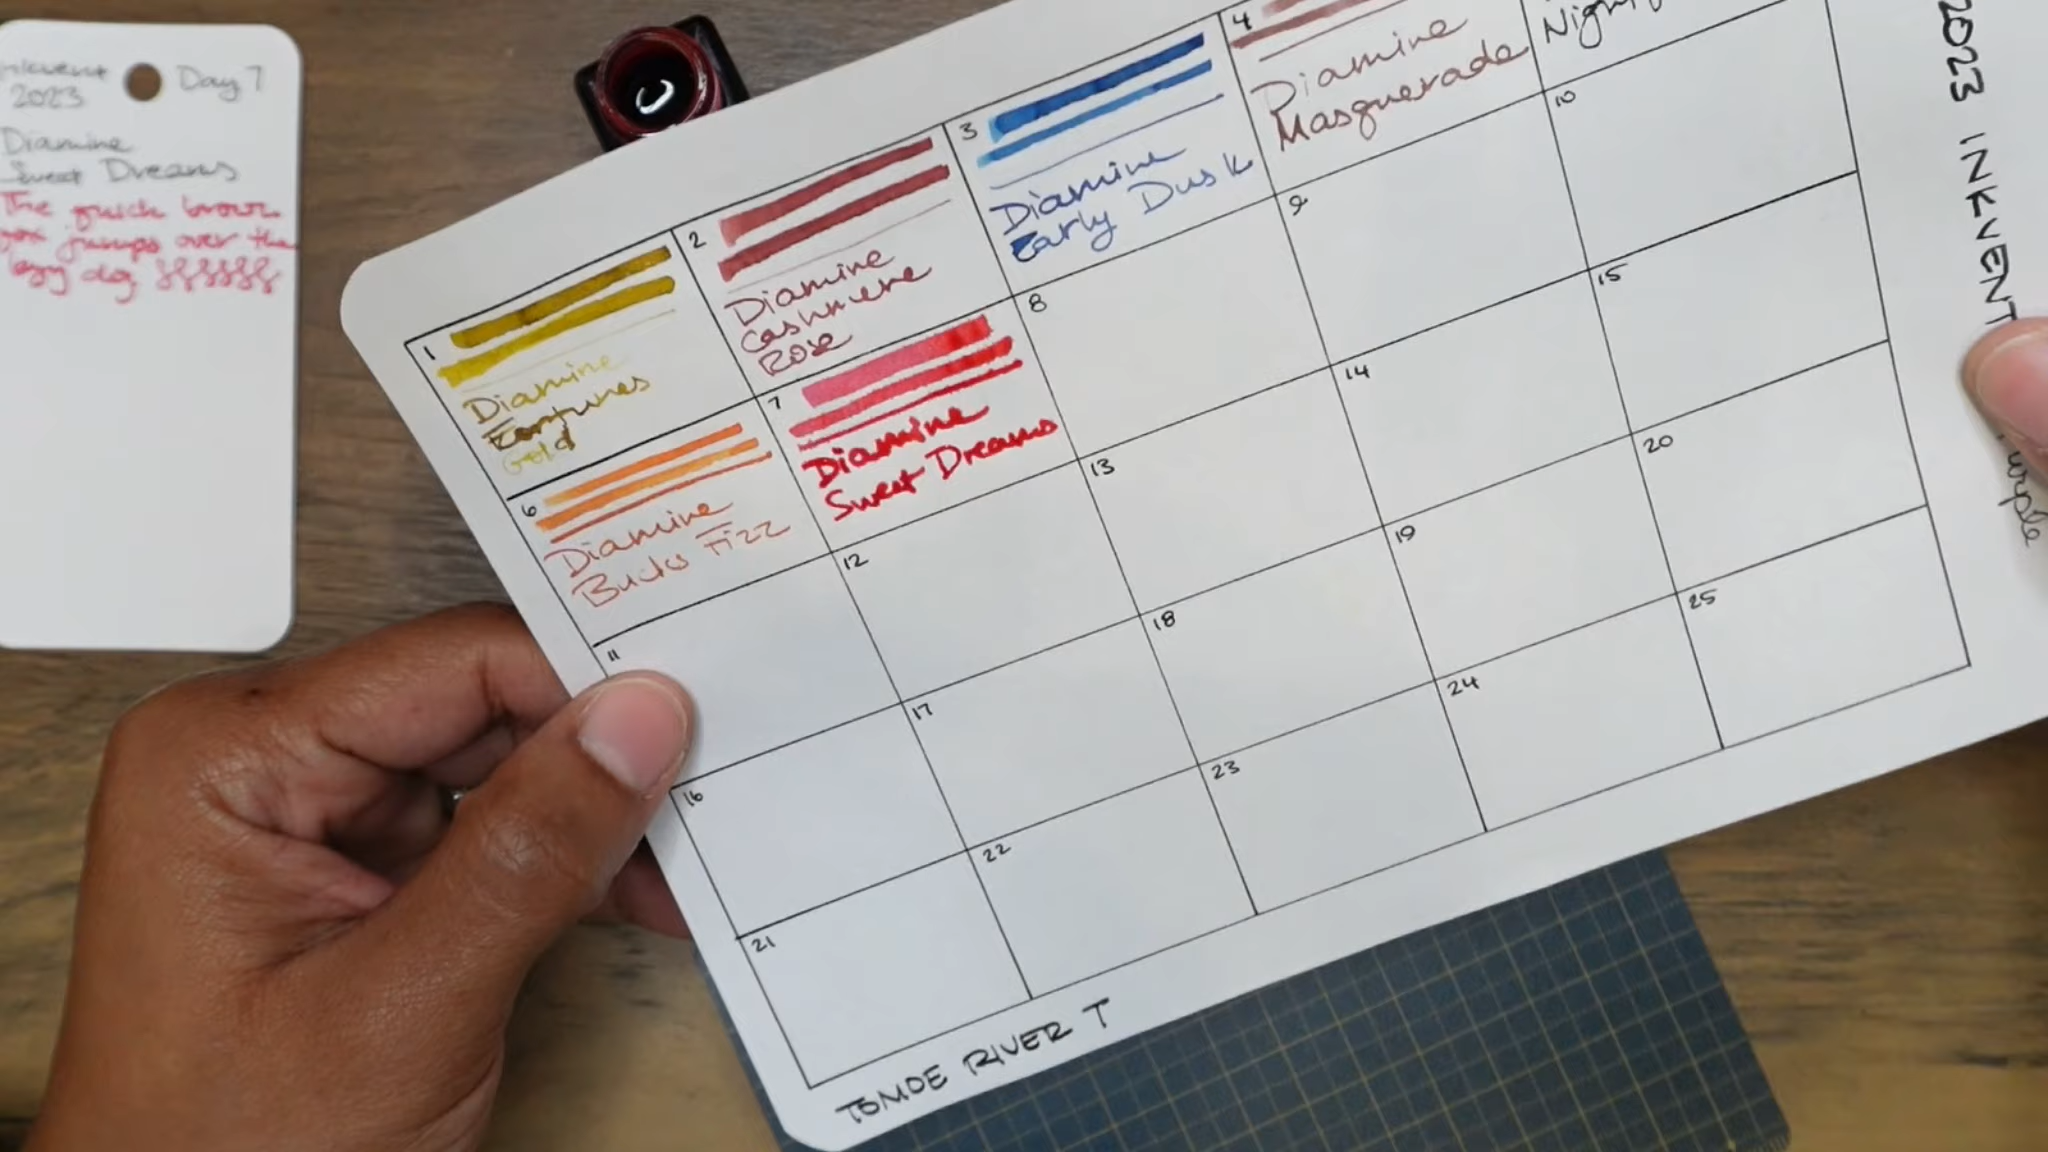 Inkvent Day 7
2023
Diamine
Sweet Dreams
The quick brown
fox jumps over the
lazy dog
1
Diamine
Fortunes
Gold
2
Diamine
Cashmere
Rose
3
Diamine
Early Dusk
4
Diamine
Masquerade
6
Diamine
Bucks Fizz
7
Diamine
Sweet Dreams
8
9
10
11
12
13
14
15
16
17
18
19
20
21
22
23
24
25
TOMOE RIVER T
2023 INKVENT